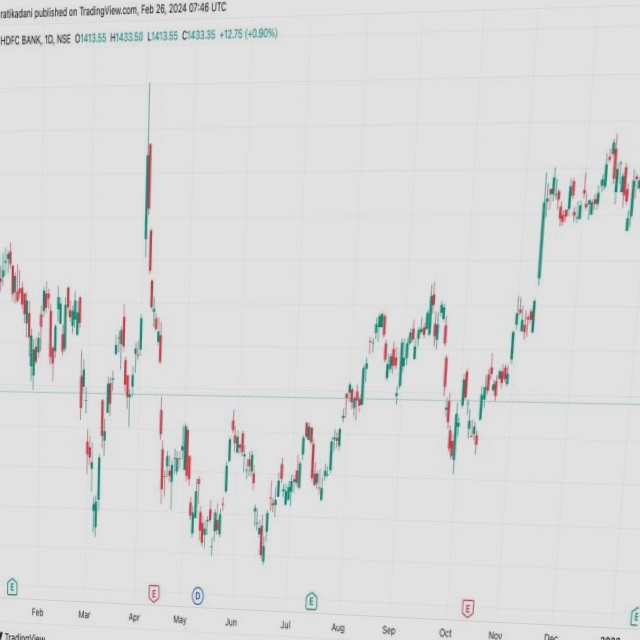 ratikadani published on TradingView.com, Feb 26, 2024 07:46 UTC
HDFC BANK, 1D, NSE O1413.55 H1433.50 L1413.55 C1433.35 +12.75 (+0.90%)
E E D E E E
Feb Mar Apr May Jun Jul Aug Sep Oct Nov Dec
TradingView